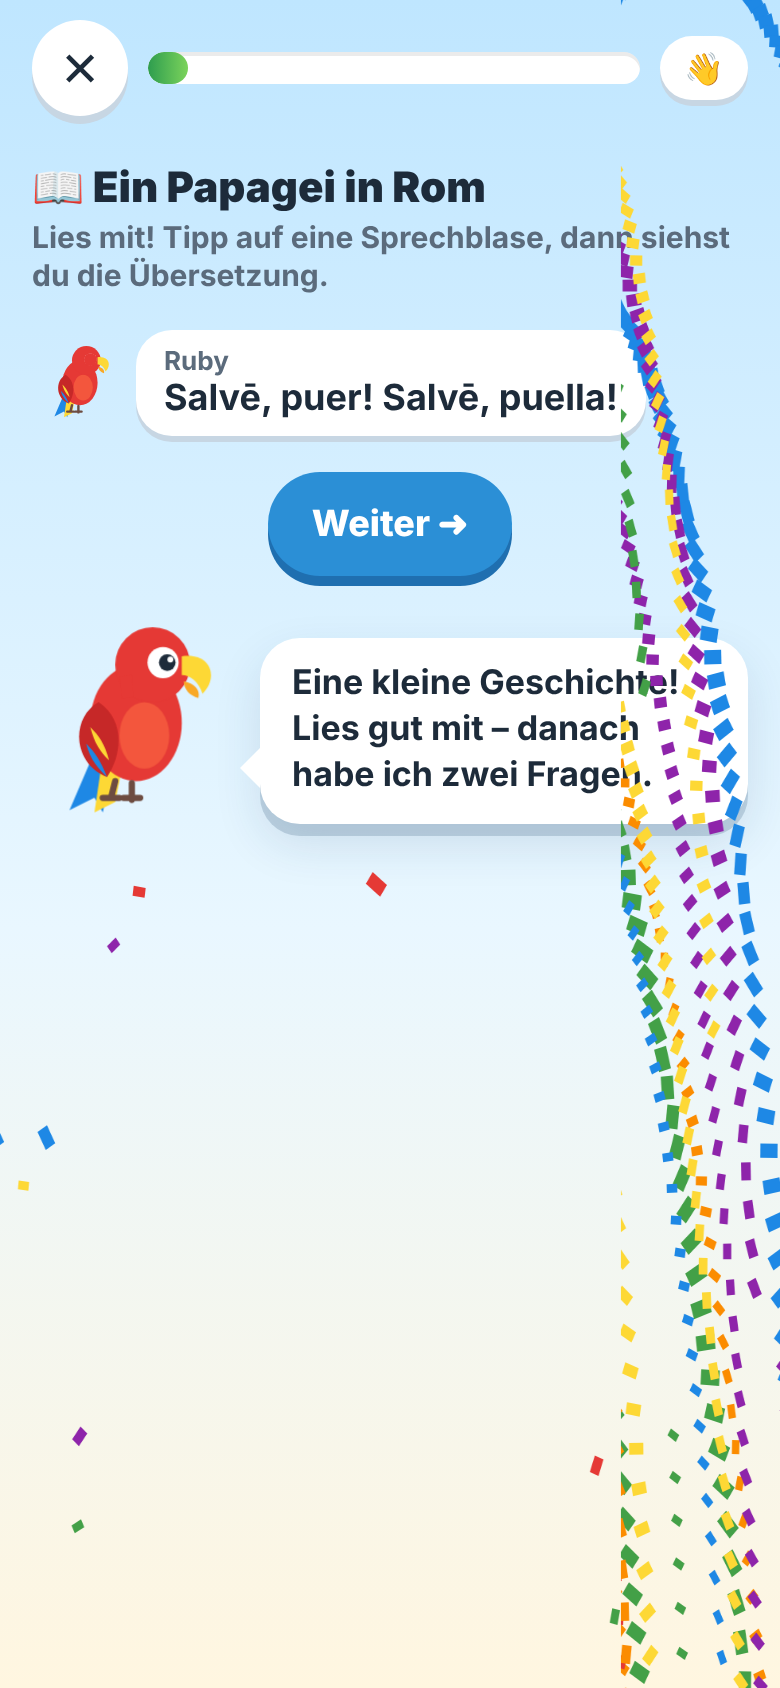 Ein Papagei in Rom
Lies mit! Tipp auf eine Sprechblase, dann siehst
du die Übersetzung.
Ruby
Salvē, puer! Salvē, puella!
Weiter ➜
Eine kleine Geschichte!
Lies gut mit – danach
habe ich zwei Fragen.